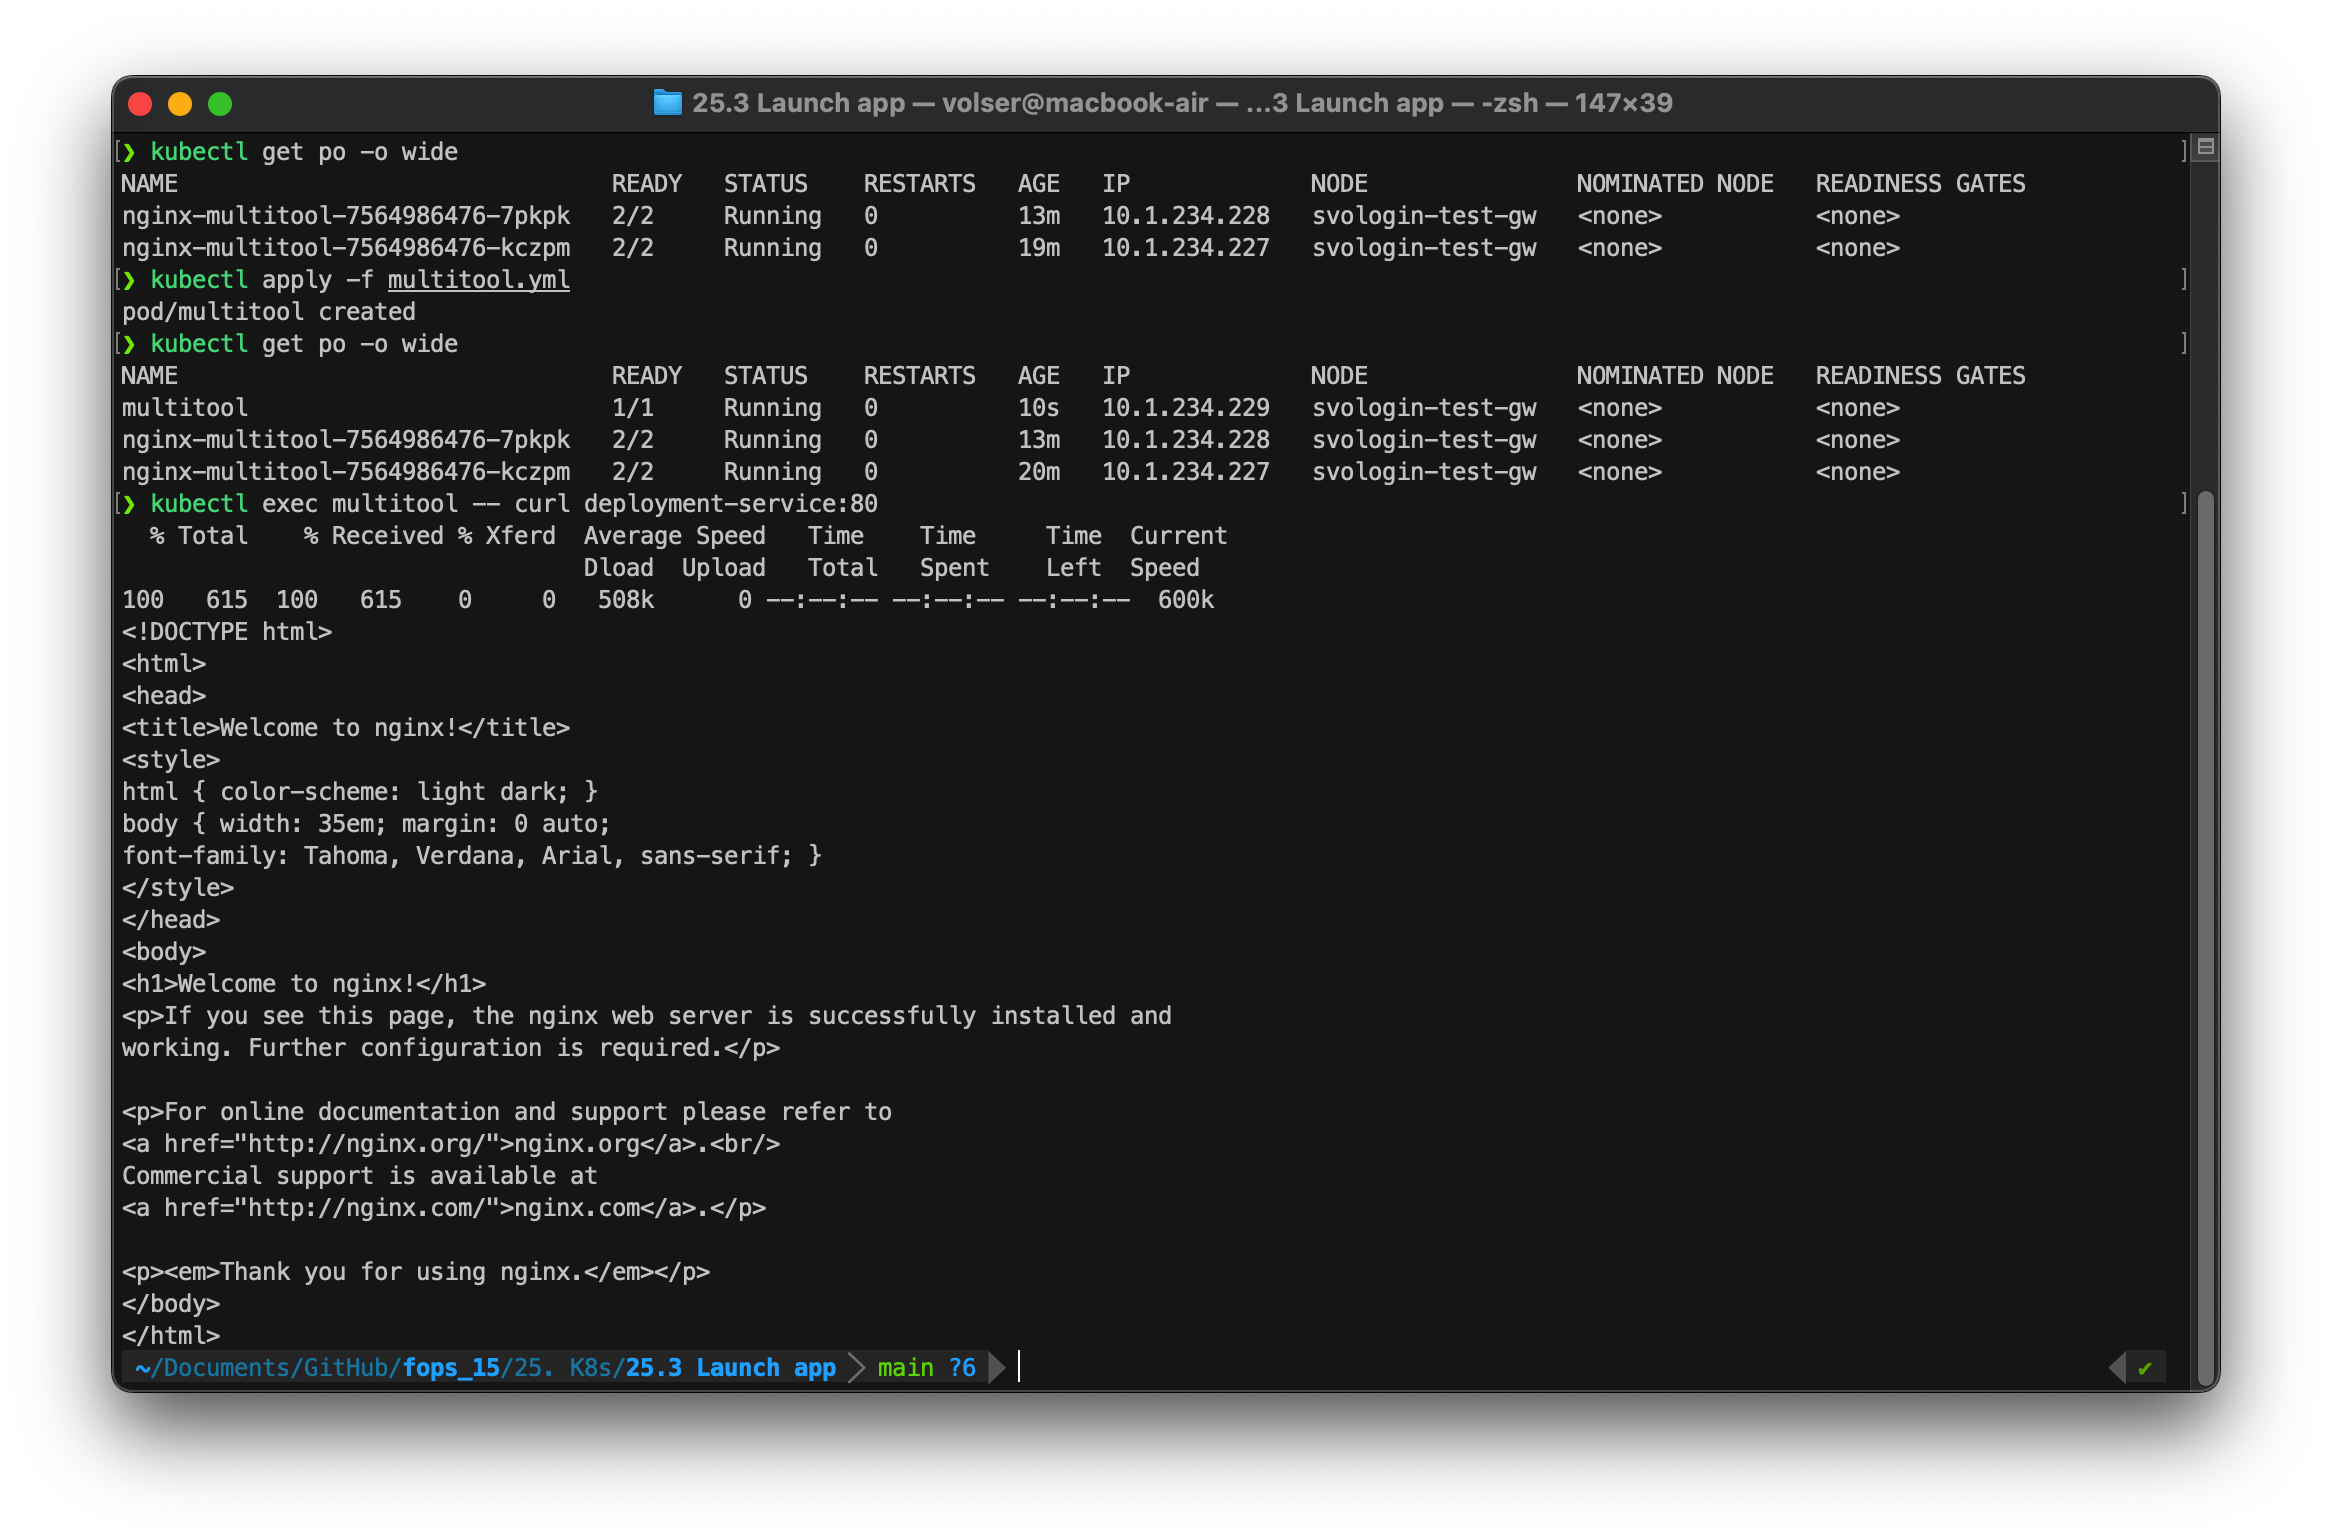 25.3 Launch app — volser@macbook-air — ...3 Launch app — -zsh — 147×39
[❯ kubectl get po -o wide ]
NAME READY STATUS RESTARTS AGE IP NODE NOMINATED NODE READINESS GATES
nginx-multitool-7564986476-7pkpk 2/2 Running 0 13m 10.1.234.228 svologin-test-gw <none> <none>
nginx-multitool-7564986476-kczpm 2/2 Running 0 19m 10.1.234.227 svologin-test-gw <none> <none>
[❯ kubectl apply -f multitool.yml ]
pod/multitool created
[❯ kubectl get po -o wide ]
NAME READY STATUS RESTARTS AGE IP NODE NOMINATED NODE READINESS GATES
multitool 1/1 Running 0 10s 10.1.234.229 svologin-test-gw <none> <none>
nginx-multitool-7564986476-7pkpk 2/2 Running 0 13m 10.1.234.228 svologin-test-gw <none> <none>
nginx-multitool-7564986476-kczpm 2/2 Running 0 20m 10.1.234.227 svologin-test-gw <none> <none>
[❯ kubectl exec multitool -- curl deployment-service:80 ]
% Total % Received % Xferd Average Speed Time Time Time Current
Dload Upload Total Spent Left Speed
100 615 100 615 0 0 508k 0 --:--:-- --:--:-- --:--:-- 600k
<!DOCTYPE html>
<html>
<head>
<title>Welcome to nginx!</title>
<style>
html { color-scheme: light dark; }
body { width: 35em; margin: 0 auto;
font-family: Tahoma, Verdana, Arial, sans-serif; }
</style>
</head>
<body>
<h1>Welcome to nginx!</h1>
<p>If you see this page, the nginx web server is successfully installed and
working. Further configuration is required.</p>
<p>For online documentation and support please refer to
<a href="http://nginx.org/">nginx.org</a>.<br/>
Commercial support is available at
<a href="http://nginx.com/">nginx.com</a>.</p>
<p><em>Thank you for using nginx.</em></p>
</body>
</html>
~/Documents/GitHub/fops_15/25. K8s/25.3 Launch app main ?6 ✔